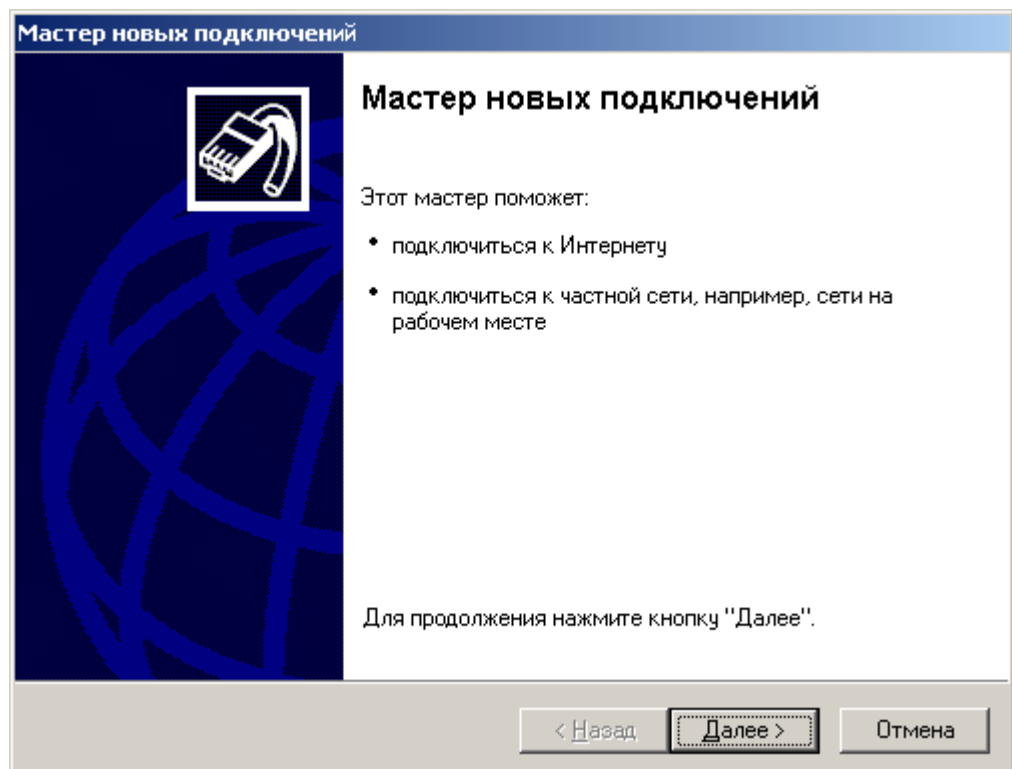 Мастер новых подключений
Мастер новых подключений
Этот мастер поможет:
• подключиться к Интернету
• подключиться к частной сети, например, сети на
рабочем месте
Для продолжения нажмите кнопку "Далее".
< Назад Далее > Отмена